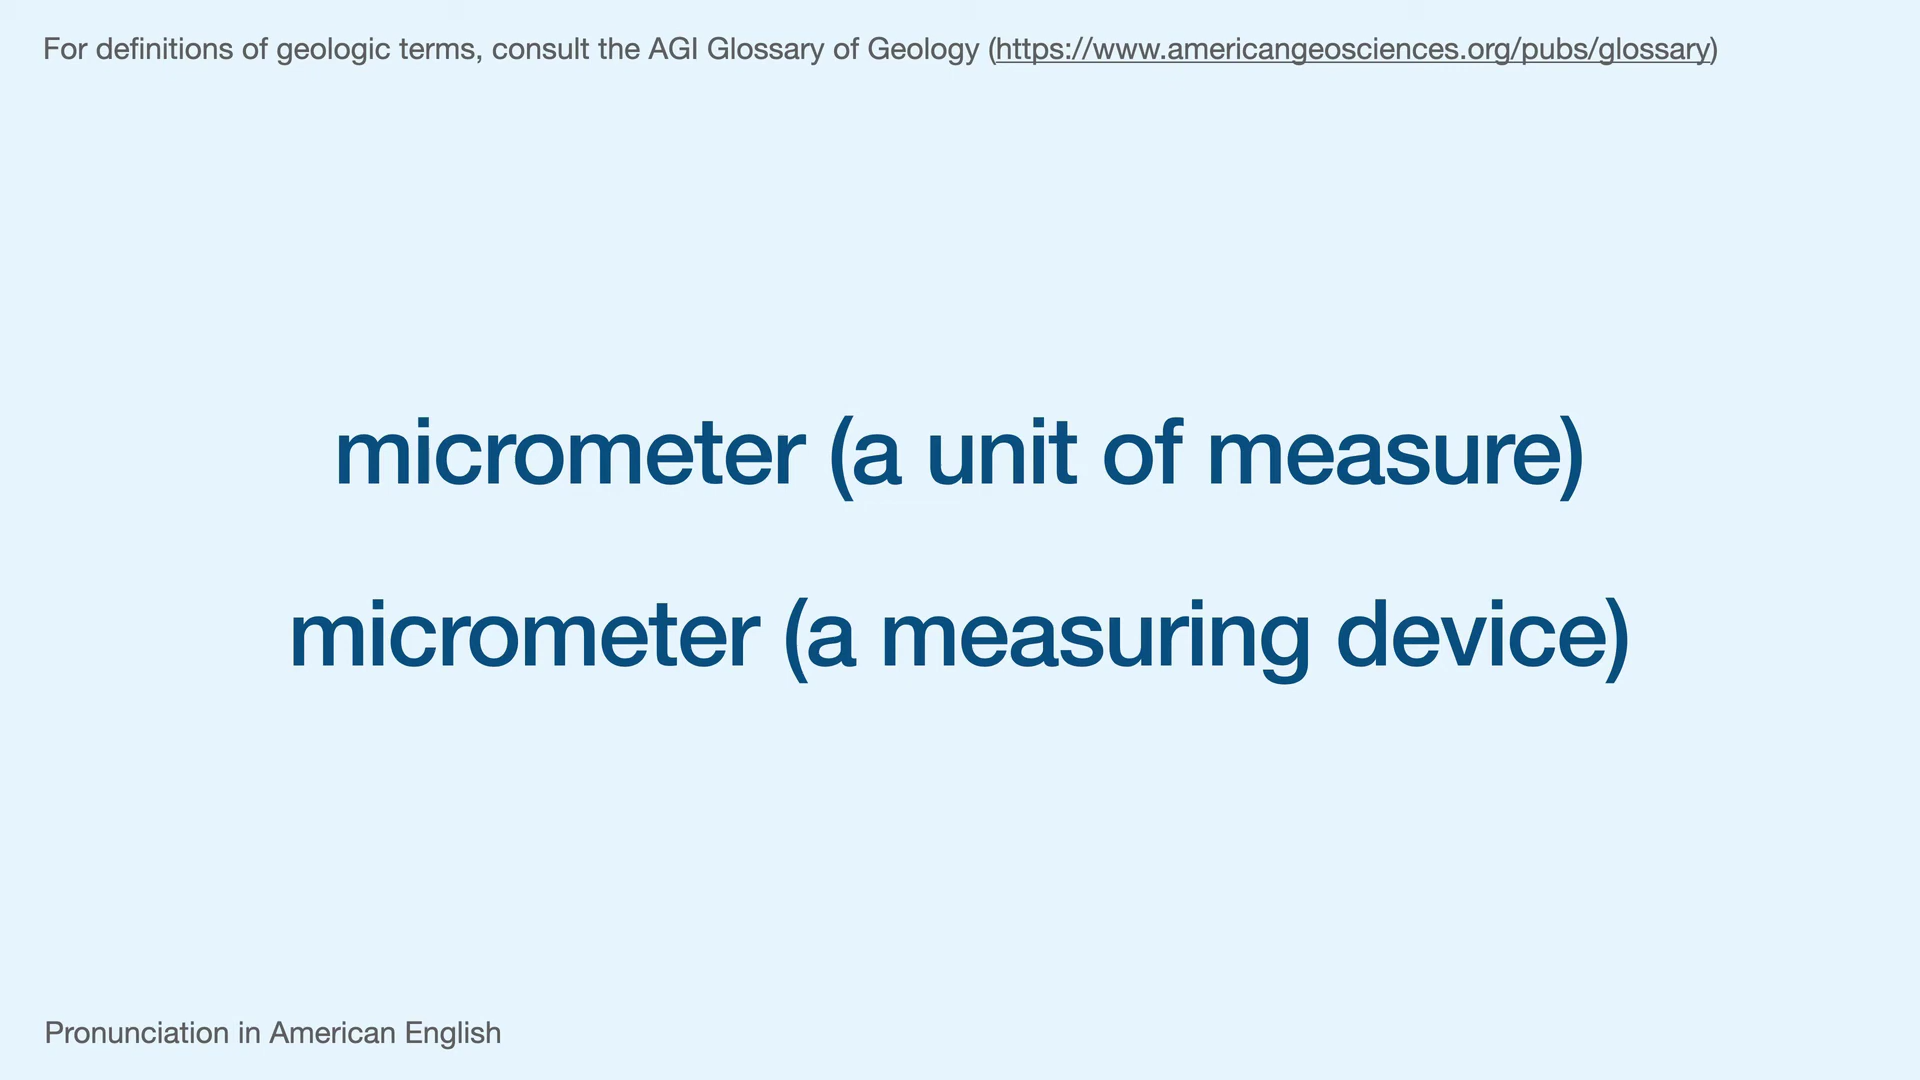 For definitions of geologic terms, consult the AGI Glossary of Geology (https://www.americangeosciences.org/pubs/glossary)
micrometer (a unit of measure)
micrometer (a measuring device)
Pronunciation in American English